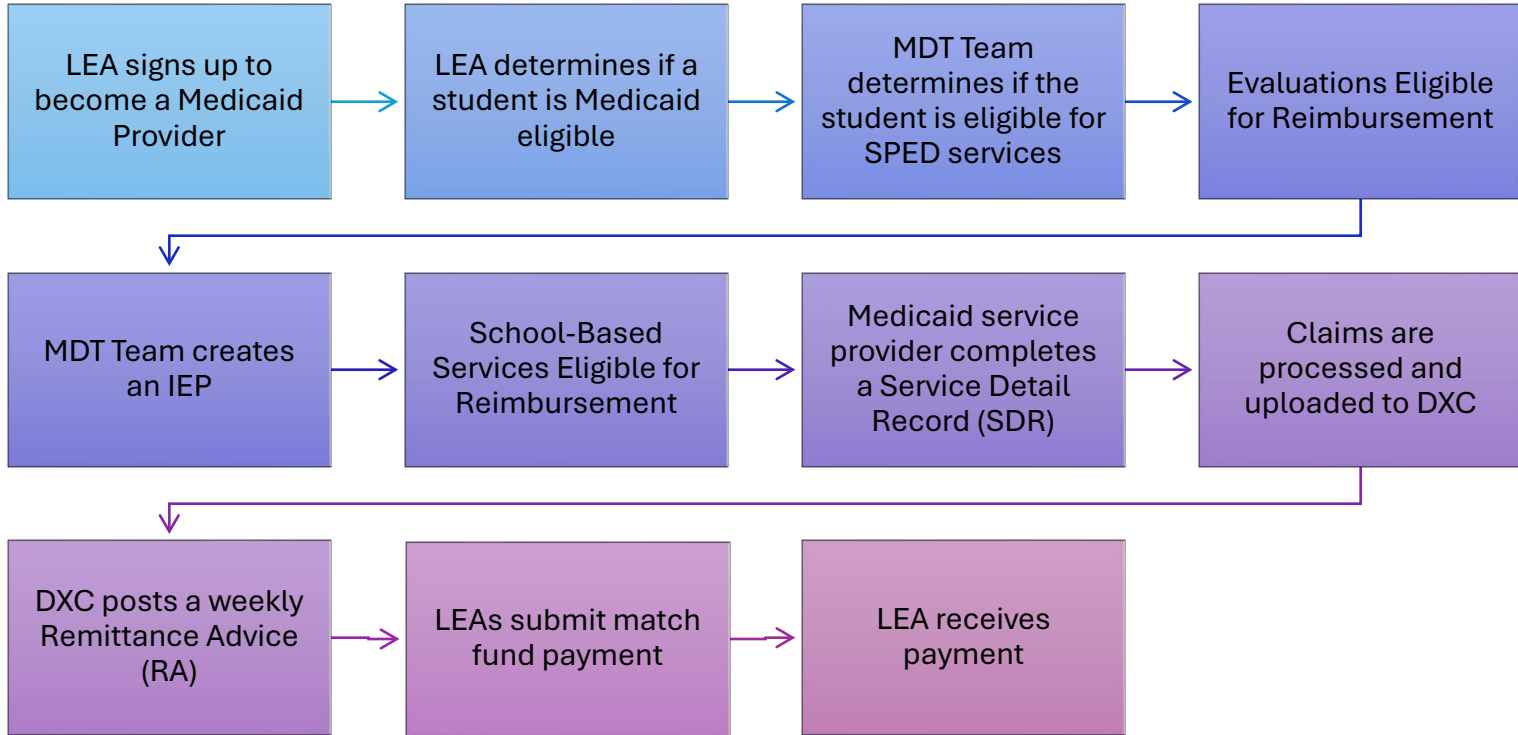 LEA signs up to
become a Medicaid
Provider
LEA determines if a
student is Medicaid
eligible
MDT Team
determines if the
student is eligible for
SPED services
Evaluations Eligible
for Reimbursement
MDT Team creates
an IEP
School-Based
Services Eligible for
Reimbursement
Medicaid service
provider completes
a Service Detail
Record (SDR)
Claims are
processed and
uploaded to DXC
DXC posts a weekly
Remittance Advice
(RA)
LEAs submit match
fund payment
LEA receives
payment